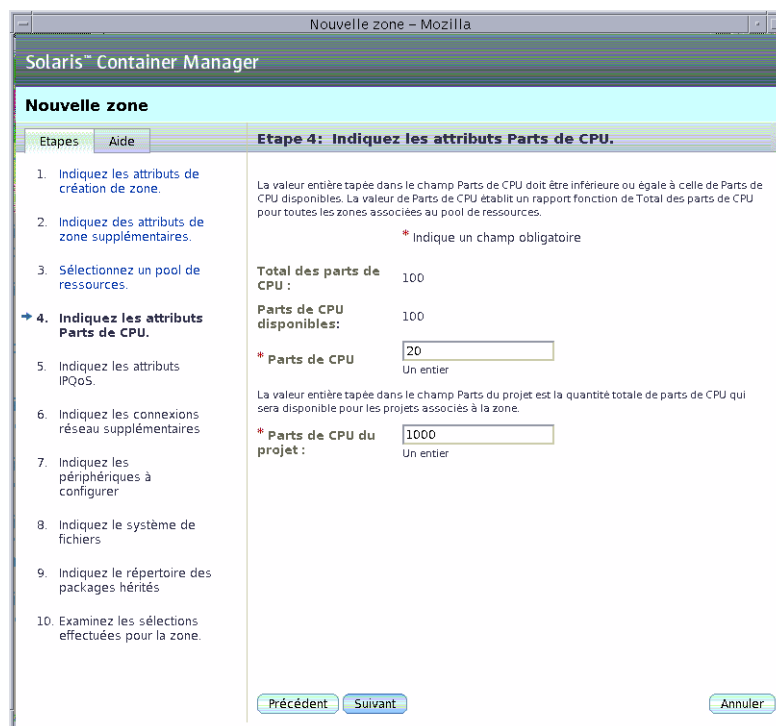 Nouvelle zone – Mozilla
Solaris™ Container Manager
Nouvelle zone
Etapes
Aide
1. Indiquez les attributs de
création de zone.
2. Indiquez des attributs de
zone supplémentaires.
3. Sélectionnez un pool de
ressources.
4. Indiquez les attributs
Parts de CPU.
5. Indiquez les attributs
IPQoS.
6. Indiquez les connexions
réseau supplémentaires
7. Indiquez les
périphériques à
configurer
8. Indiquez le système de
fichiers
9. Indiquez le répertoire des
packages hérités
10. Examinez les sélections
effectuées pour la zone.
Etape 4: Indiquez les attributs Parts de CPU.
La valeur entière tapée dans le champ Parts de CPU doit être inférieure ou égale à celle de Parts de
CPU disponibles. La valeur de Parts de CPU établit un rapport fonction de Total des parts de CPU
pour toutes les zones associées au pool de ressources.
* Indique un champ obligatoire
Total des parts de
CPU :
100
Parts de CPU
disponibles:
100
* Parts de CPU
20
Un entier
La valeur entière tapée dans le champ Parts du projet est la quantité totale de parts de CPU qui
sera disponible pour les projets associés à la zone.
* Parts de CPU du
projet :
1000
Un entier
Précédent
Suivant
Annuler